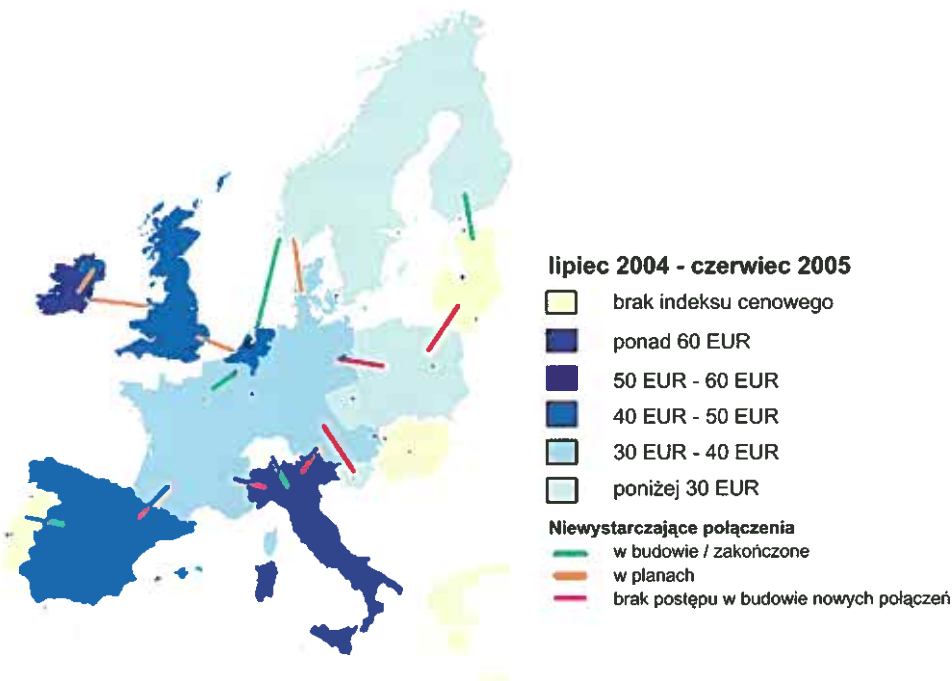 lipiec 2004 - czerwiec 2005
brak indeksu cenowego
ponad 60 EUR
50 EUR - 60 EUR
40 EUR - 50 EUR
30 EUR - 40 EUR
poniżej 30 EUR
Niewystarczające połączenia
w budowie / zakończone
w planach
brak postępu w budowie nowych połączeń